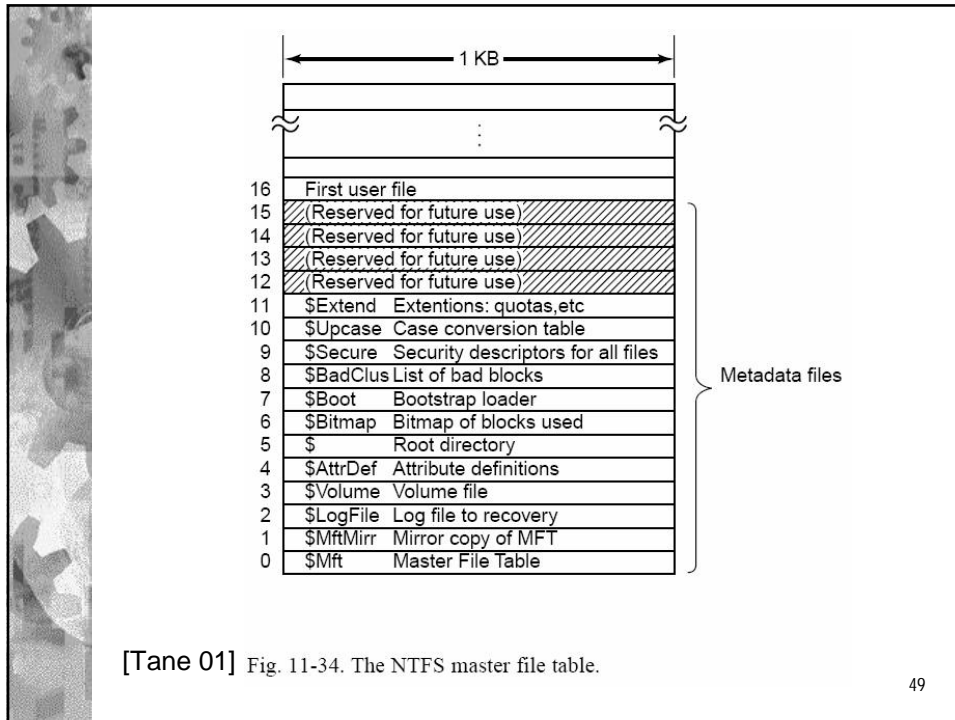 1 KB
16 First user file
15 (Reserved for future use)
14 (Reserved for future use)
13 (Reserved for future use)
12 (Reserved for future use)
11 $Extend Extentions: quotas,etc
10 $Upcase Case conversion table
9 $Secure Security descriptors for all files
8 $BadClus List of bad blocks
7 $Boot Bootstrap loader
6 $Bitmap Bitmap of blocks used
5 $ Root directory
4 $AttrDef Attribute definitions
3 $Volume Volume file
2 $LogFile Log file to recovery
1 $MftMirr Mirror copy of MFT
0 $Mft Master File Table
Metadata files
[Tane 01] Fig. 11-34. The NTFS master file table.
49